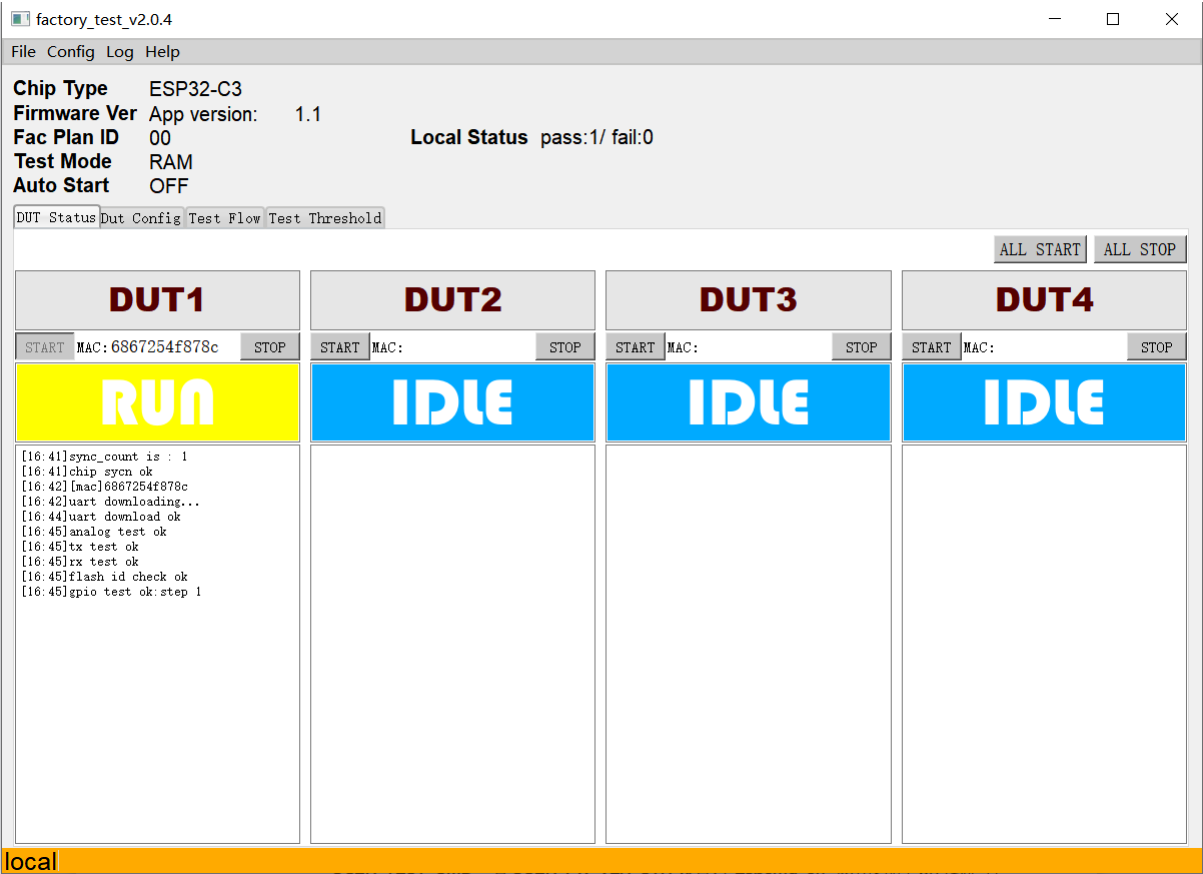 factory_test_v2.0.4
File Config Log Help
Chip Type ESP32-C3
Firmware Ver App version: 1.1
Fac Plan ID 00 Local Status pass:1/ fail:0
Test Mode RAM
Auto Start OFF
DUT Status Dut Config Test Flow Test Threshold
ALL START ALL STOP
DUT1 DUT2 DUT3 DUT4
START MAC:6867254f878c STOP START MAC: STOP START MAC: STOP START MAC: STOP
RUN IDLE IDLE IDLE
[16:41]sync_count is : 1
[16:41]chip sycn ok
[16:42][mac]6867254f878c
[16:42]uart downloading...
[16:44]uart download ok
[16:45]analog test ok
[16:45]tx test ok
[16:45]rx test ok
[16:45]flash id check ok
[16:45]gpio test ok:step 1
local